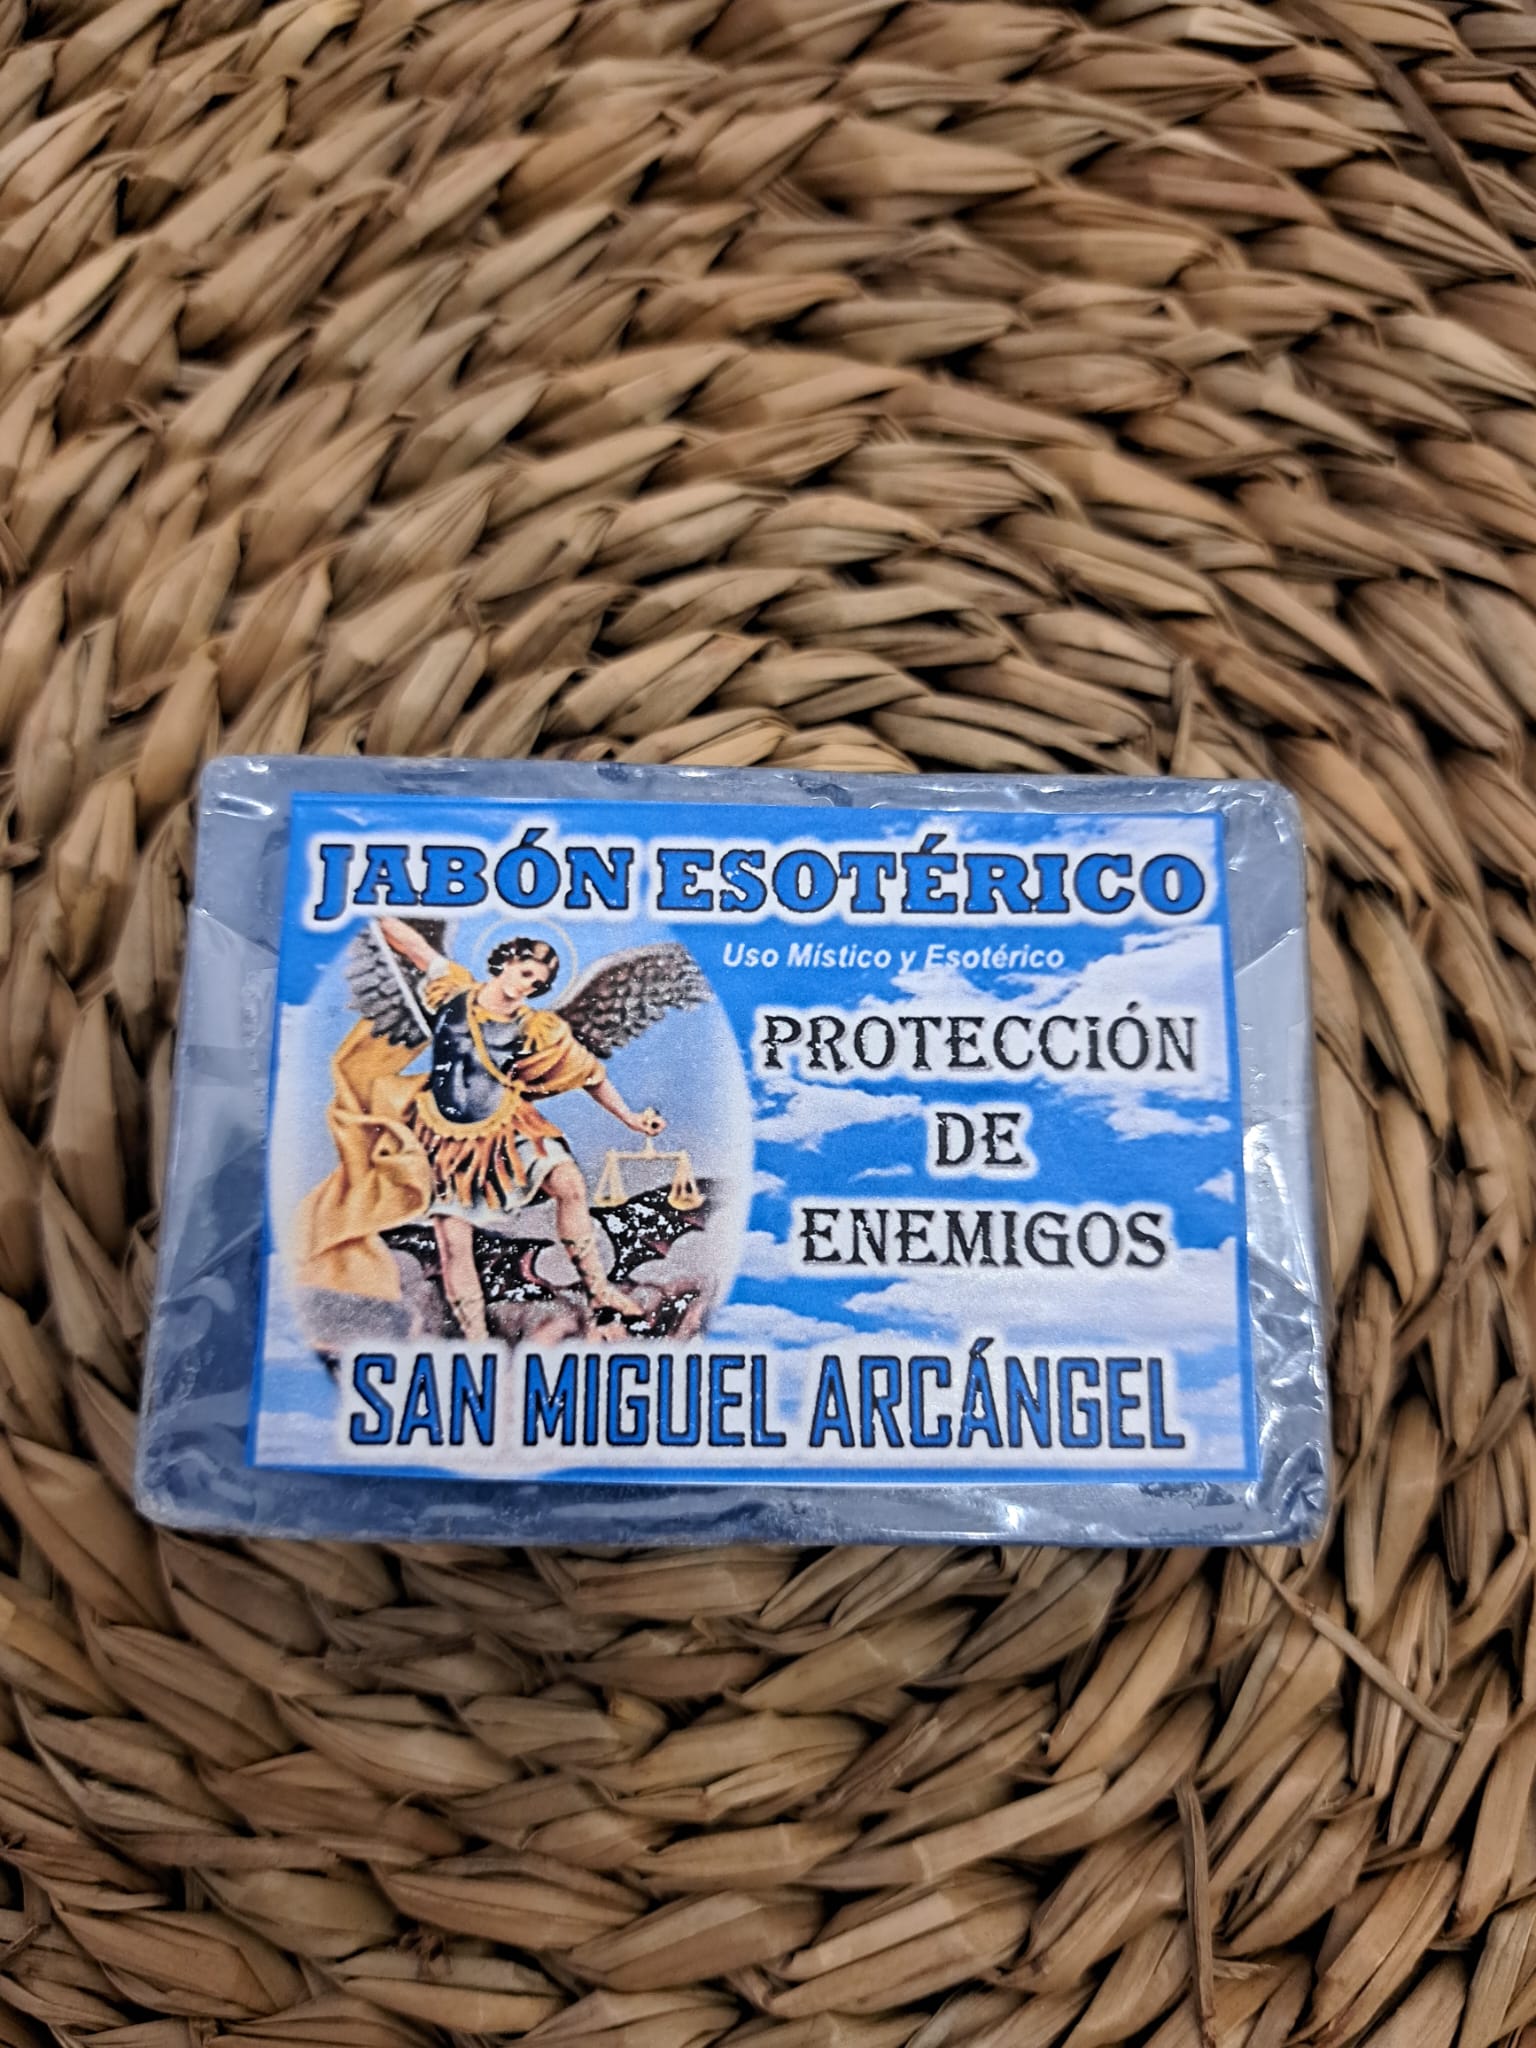 JABÓN ESOTÉRICO
Uso Místico y Esotérico
PROTECCIÓN
DE
ENEMIGOS
SAN MIGUEL ARCÁNGEL